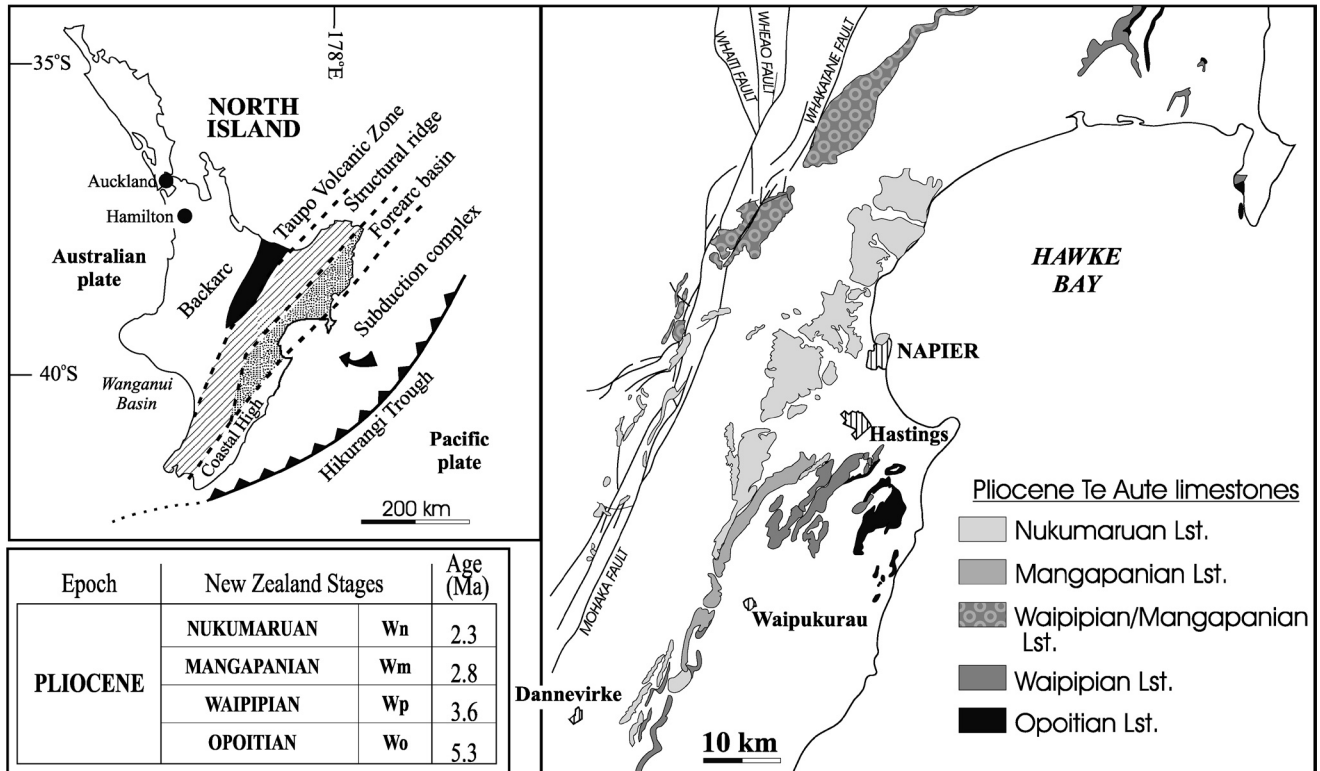 35°S
178°E
NORTH
ISLAND
Auckland
Hamilton
Australian
plate
Backarc
Taupo Volcanic Zone
Structural ridge
Forearc basin
Subduction complex
40°S
Wanganui
Basin
Coastal High
Hikurangi Trough
Pacific
plate
200 km
Epoch
New Zealand Stages
Age
(Ma)
PLIOCENE
NUKUMARUAN Wn 2.3
MANGAPANIAN Wm 2.8
WAIPIPIAN Wp 3.6
OPOITIAN Wo 5.3
WHAITI FAULT
WHEAO FAULT
WHAKATANE FAULT
HAWKE
BAY
NAPIER
Hastings
MOHAKA FAULT
Waipukurau
Dannevirke
10 km
Pliocene Te Aute limestones
Nukumaruan Lst.
Mangapanian Lst.
Waipipian/Mangapanian
Lst.
Waipipian Lst.
Opoitian Lst.